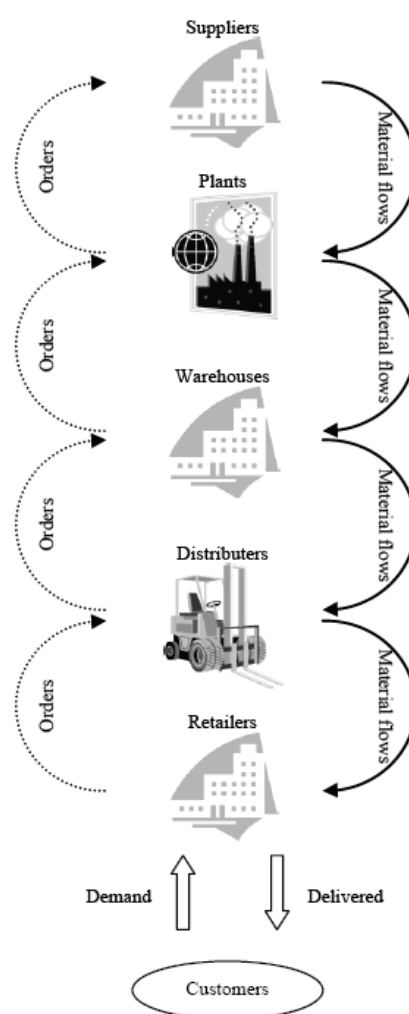 Suppliers
Orders
Material flows
Plants
Orders
Material flows
Warehouses
Orders
Material flows
Distributers
Orders
Material flows
Retailers
Demand
Delivered
Customers